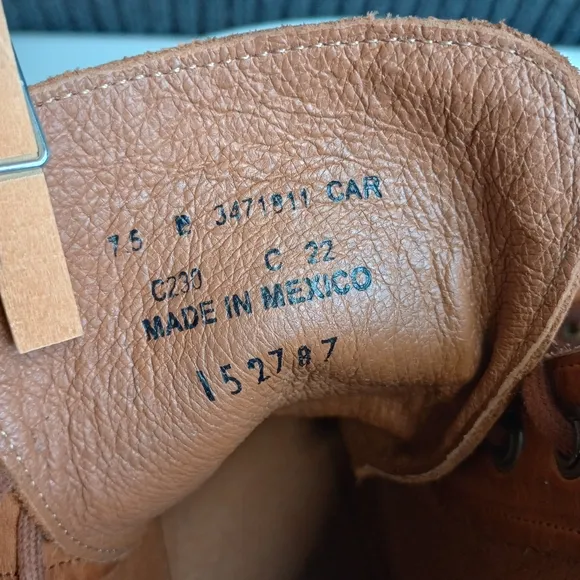 7.5 B 3471811 CAR
C230 C 22
MADE IN MEXICO
152787